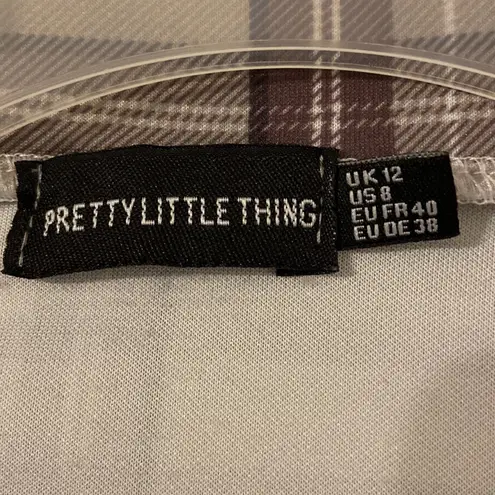 PRETTYLITTLETHING
UK 12
US 8
EU FR 40
EU DE 38